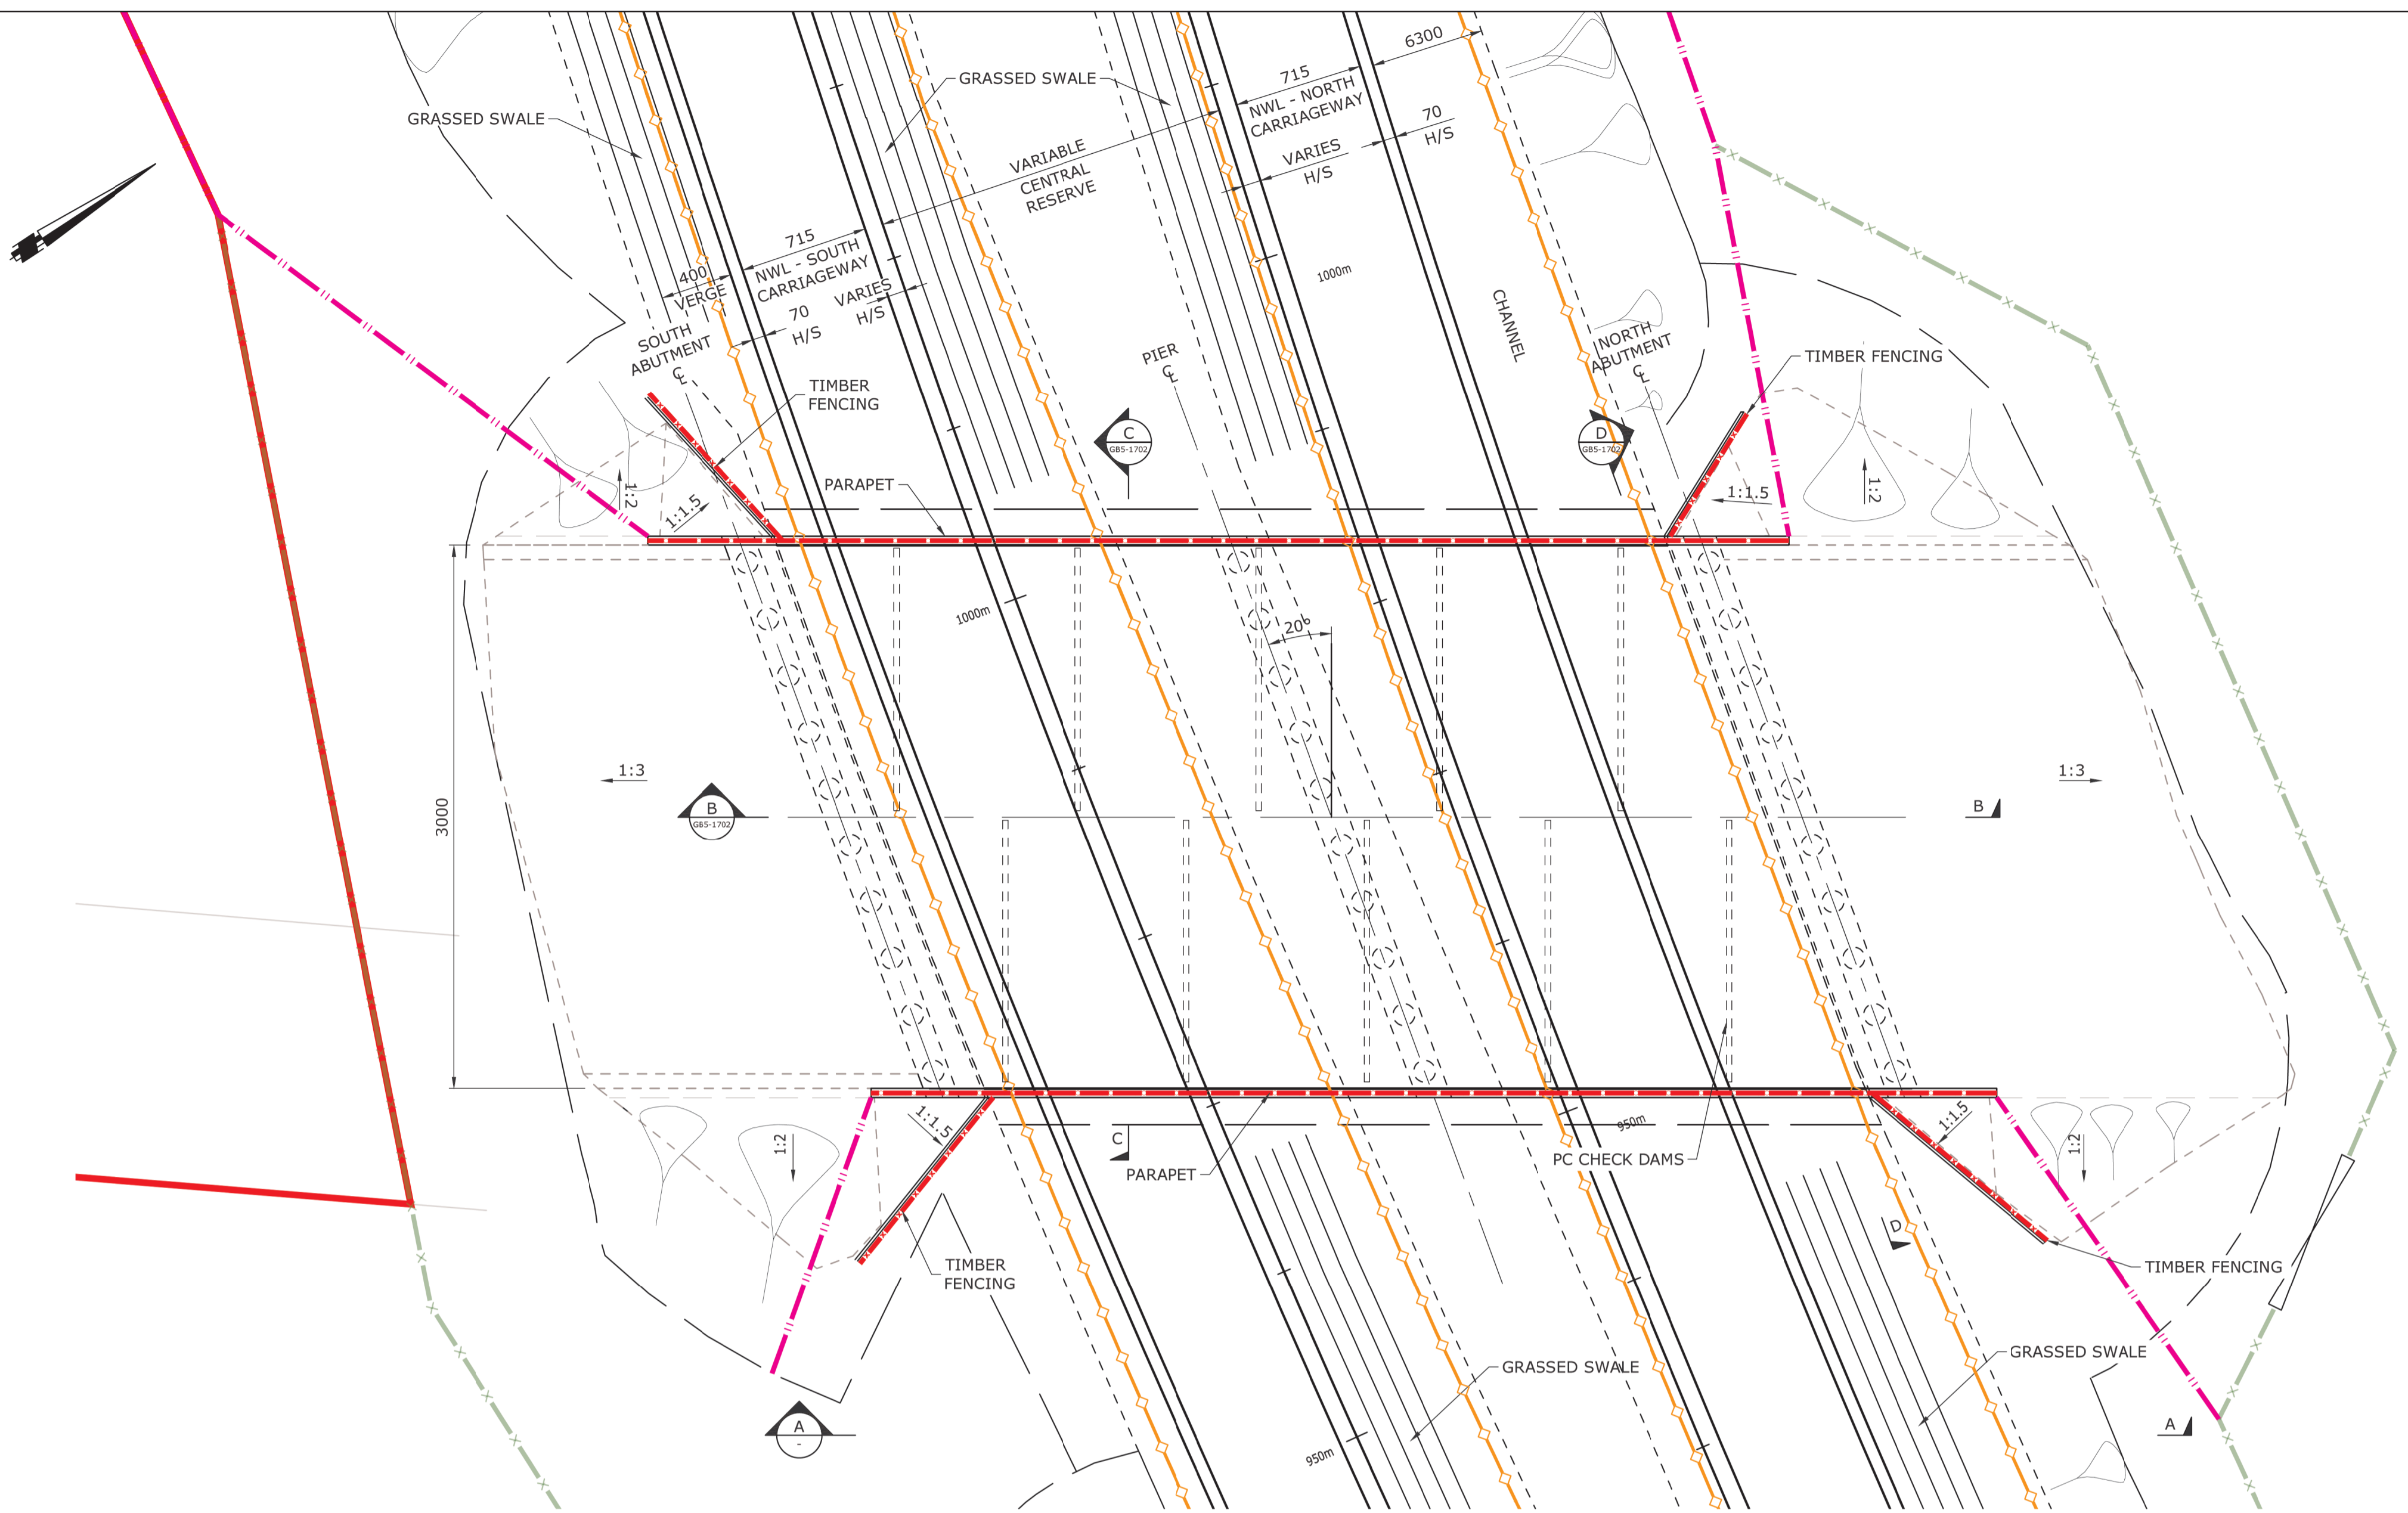 6300
715
NWL - NORTH
CARRIAGEWAY
70
H/S
VARIES
H/S
GRASSED SWALE
GRASSED SWALE
VARIABLE
CENTRAL
RESERVE
715
NWL - SOUTH
CARRIAGEWAY
400
VERGE
70
H/S
VARIES
H/S
1000m
CHANNEL
SOUTH
ABUTMENT
℄
PIER
℄
NORTH
ABUTMENT
℄
TIMBER FENCING
TIMBER
FENCING
C
GB5-1702
D
GB5-1702
PARAPET
1:2
1:1.5
1:1.5
1:2
1000m
20°
1:3
1:3
3000
B
GB5-1702
B
1:1.5
1:2
C
PARAPET
950m
PC CHECK DAMS
1:1.5
1:2
D
TIMBER
FENCING
TIMBER FENCING
GRASSED SWALE
GRASSED SWALE
A
-
950m
A